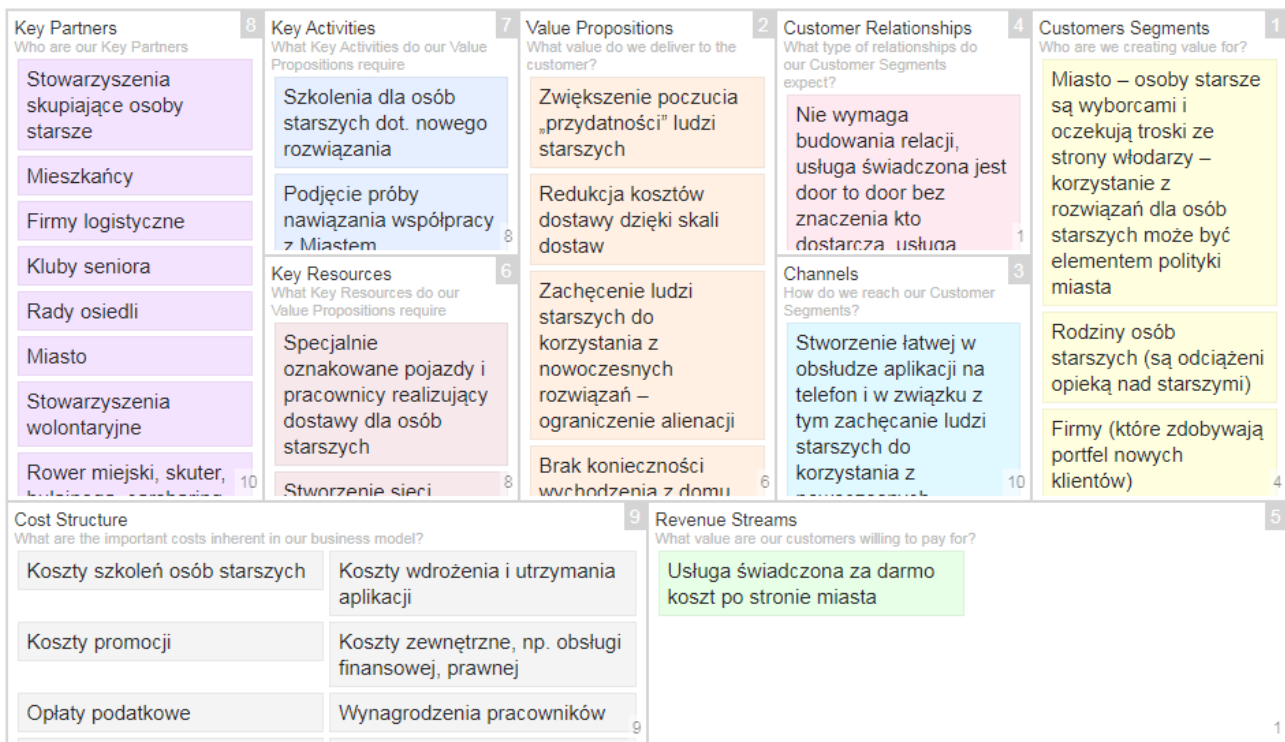 Key Partners
8
Who are our Key Partners
Stowarzyszenia
skupiające osoby
starsze
Mieszkańcy
Firmy logistyczne
Kluby seniora
Rady osiedli
Miasto
Stowarzyszenia
wolontaryjne
Rower miejski, skuter,
10
Key Activities
7
What Key Activities do our Value
Propositions require
Szkolenia dla osób
starszych dot. nowego
rozwiązania
Podjęcie próby
nawiązania współpracy
z Miastem
8
Key Resources
6
What Key Resources do our
Value Propositions require
Specjalnie
oznakowane pojazdy i
pracownicy realizujący
dostawy dla osób
starszych
Stworzenie sieci
8
Value Propositions
2
What value do we deliver to the
customer?
Zwiększenie poczucia
„przydatności” ludzi
starszych
Redukcja kosztów
dostawy dzięki skali
dostaw
Zachęcenie ludzi
starszych do
korzystania z
nowoczesnych
rozwiązań –
ograniczenie alienacji
Brak konieczności
wychodzenia z domu
6
Customer Relationships
4
What type of relationships do
our Customer Segments
expect?
Nie wymaga
budowania relacji,
usługa świadczona jest
door to door bez
znaczenia kto
dostarcza usługa
1
Channels
3
How do we reach our Customer
Segments?
Stworzenie łatwej w
obsłudze aplikacji na
telefon i w związku z
tym zachęcanie ludzi
starszych do
korzystania z
10
Customers Segments
1
Who are we creating value for?
Miasto – osoby starsze
są wyborcami i
oczekują troski ze
strony włodarzy –
korzystanie z
rozwiązań dla osób
starszych może być
elementem polityki
miasta
Rodziny osób
starszych (są odciążeni
opieką nad starszymi)
Firmy (które zdobywają
portfel nowych
klientów)
4
Cost Structure
9
What are the important costs inherent in our business model?
Koszty szkoleń osób starszych
Koszty wdrożenia i utrzymania
aplikacji
Koszty promocji
Koszty zewnętrzne, np. obsługi
finansowej, prawnej
Opłaty podatkowe
Wynagrodzenia pracowników
9
Revenue Streams
5
What value are our customers willing to pay for?
Usługa świadczona za darmo
koszt po stronie miasta
1